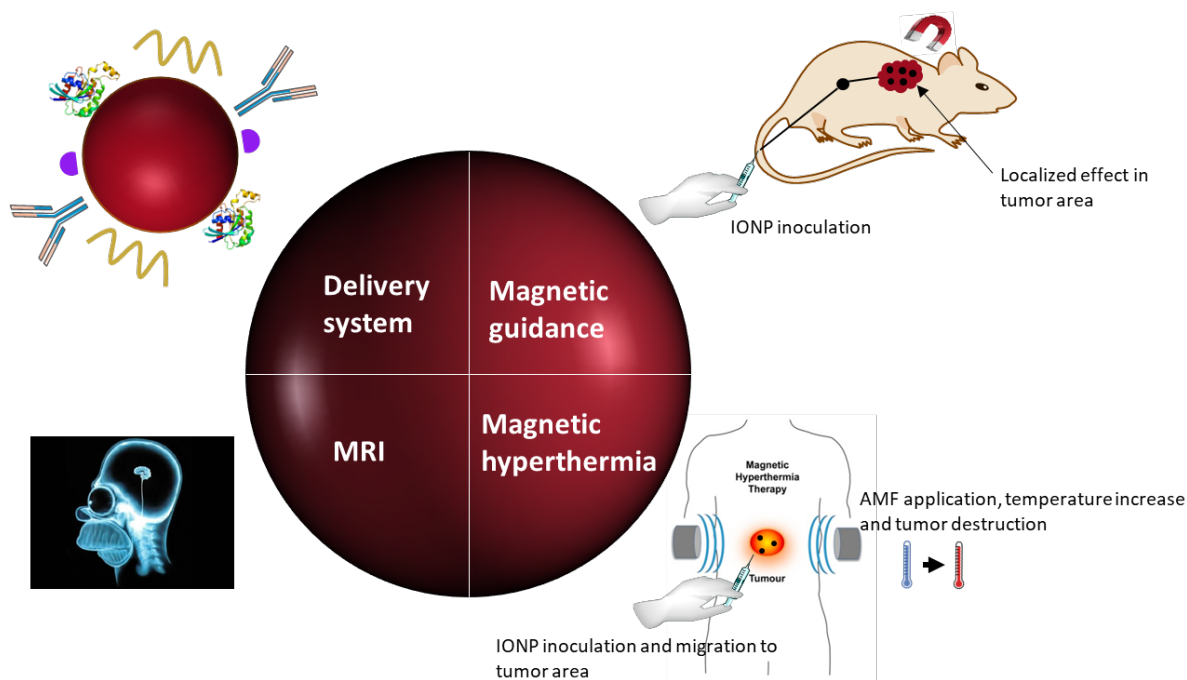 Localized effect in
tumor area
IONP inoculation
Delivery
system
Magnetic
guidance
MRI
Magnetic
hyperthermia
Magnetic
Hyperthermia
Therapy
AMF application, temperature increase
and tumor destruction
Tumour
IONP inoculation and migration to
tumor area